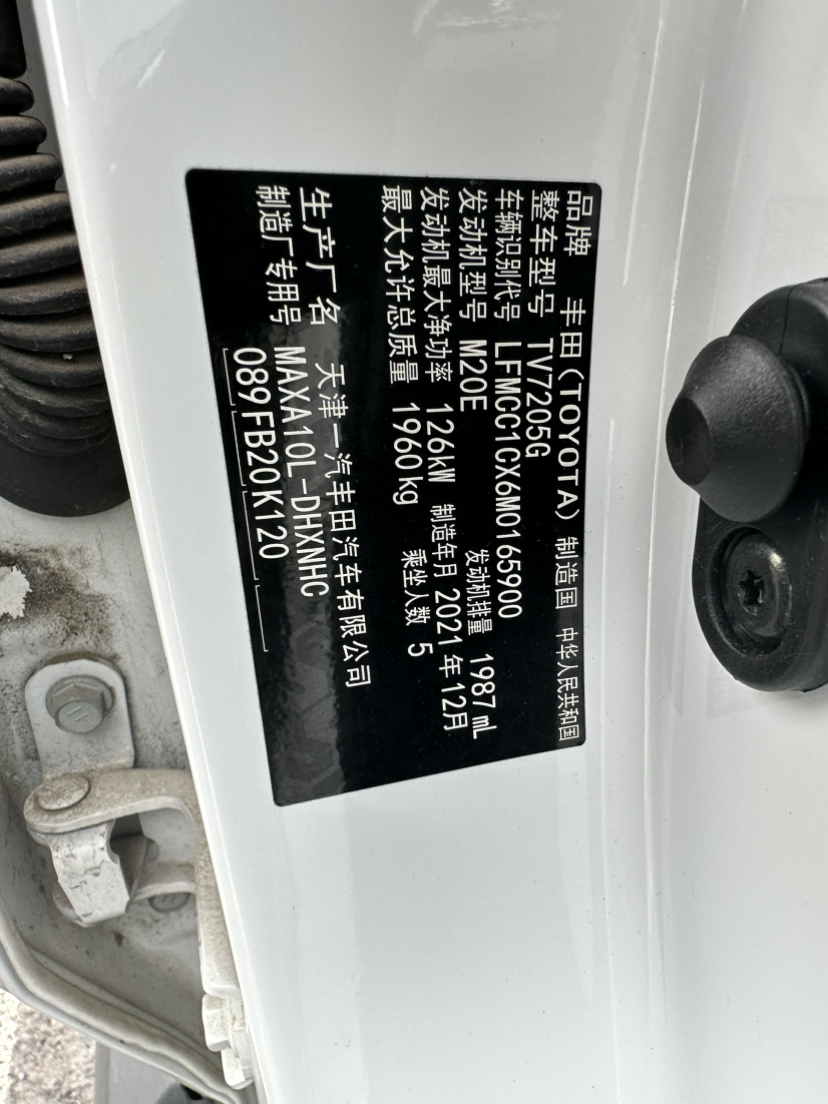 品牌 丰田(TOYOTA) 制造国 中华人民共和国
整车型号 TV7205G
车辆识别代号 LFMCC1CX6M0165900
发动机型号 M20E 发动机排量 1987 mL
发动机最大净功率 126kW 制造年月 2021年12月
最大允许总质量 1960kg 乘坐人数 5
生产厂名 天津一汽丰田汽车有限公司
制造厂专用号 MAXA10L-DHXNHC
089FB20K120